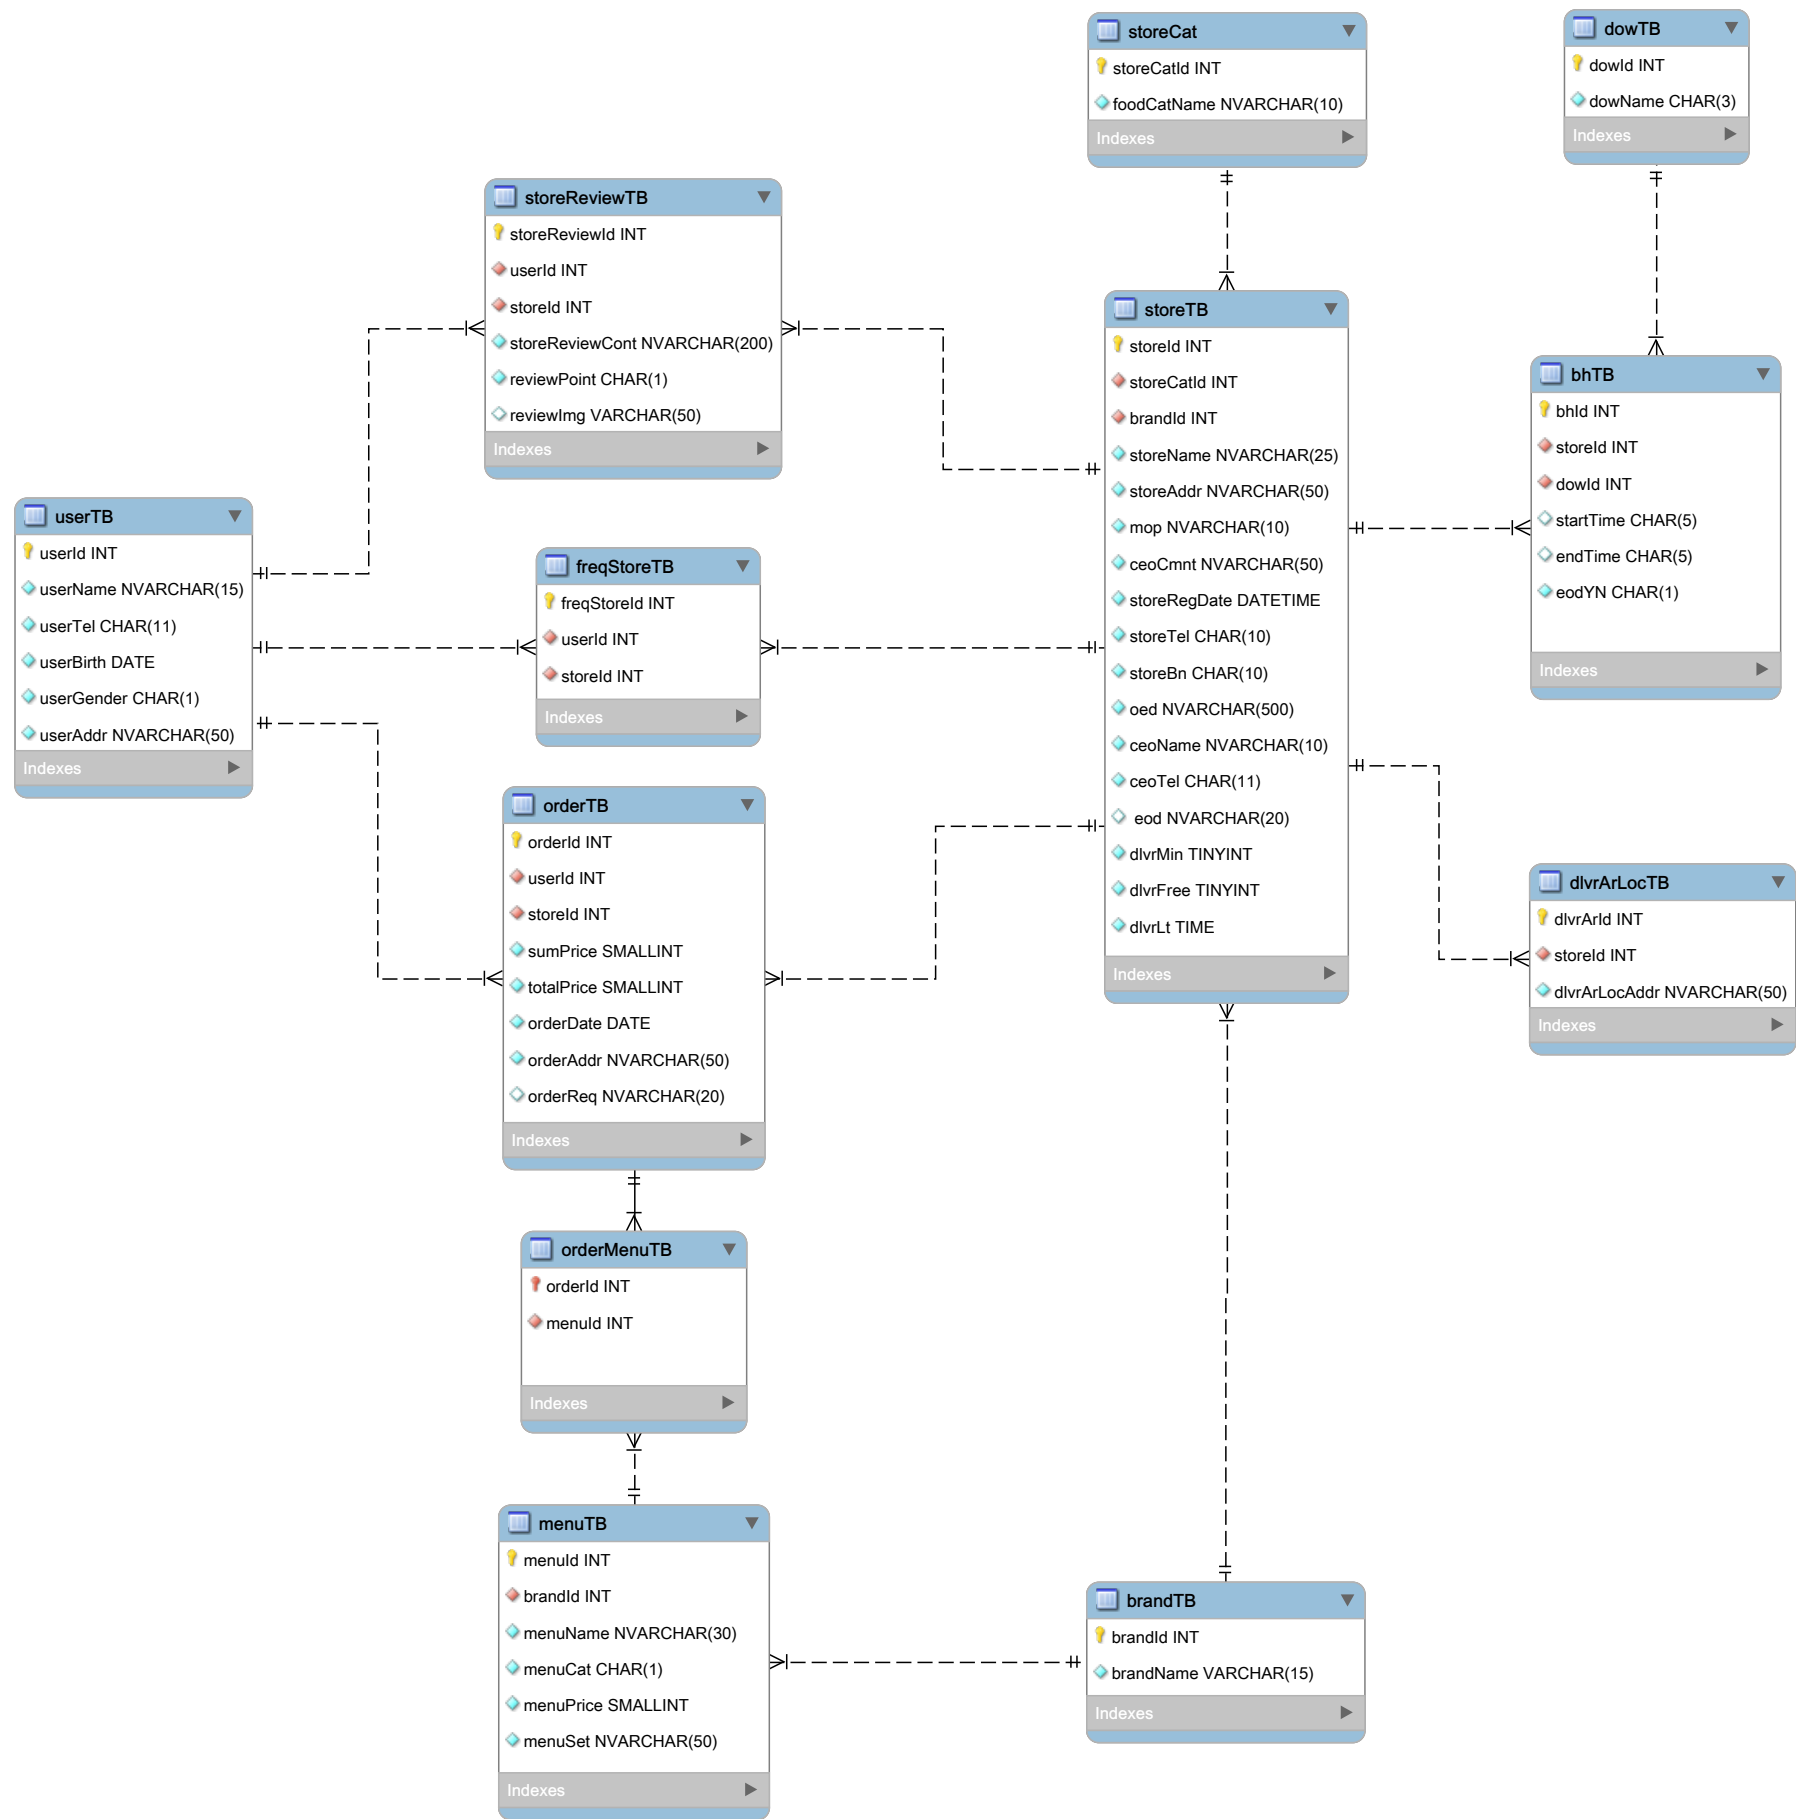 storeCat
storeCatId INT
foodCatName NVARCHAR(10)
Indexes
dowTB
dowId INT
dowName CHAR(3)
Indexes
storeReviewTB
storeReviewId INT
userId INT
storeId INT
storeReviewCont NVARCHAR(200)
reviewPoint CHAR(1)
reviewImg VARCHAR(50)
Indexes
storeTB
storeId INT
storeCatId INT
brandId INT
storeName NVARCHAR(25)
storeAddr NVARCHAR(50)
mop NVARCHAR(10)
ceoCmnt NVARCHAR(50)
storeRegDate DATETIME
storeTel CHAR(10)
storeBn CHAR(10)
oed NVARCHAR(500)
ceoName NVARCHAR(10)
ceoTel CHAR(11)
eod NVARCHAR(20)
dlvrMin TINYINT
dlvrFree TINYINT
dlvrLt TIME
Indexes
bhTB
bhId INT
storeId INT
dowId INT
startTime CHAR(5)
endTime CHAR(5)
eodYN CHAR(1)
Indexes
userTB
userId INT
userName NVARCHAR(15)
userTel CHAR(11)
userBirth DATE
userGender CHAR(1)
userAddr NVARCHAR(50)
Indexes
freqStoreTB
freqStoreId INT
userId INT
storeId INT
Indexes
orderTB
orderId INT
userId INT
storeId INT
sumPrice SMALLINT
totalPrice SMALLINT
orderDate DATE
orderAddr NVARCHAR(50)
orderReq NVARCHAR(20)
Indexes
dlvrArLocTB
dlvrArId INT
storeId INT
dlvrArLocAddr NVARCHAR(50)
Indexes
orderMenuTB
orderId INT
menuId INT
Indexes
menuTB
menuId INT
brandId INT
menuName NVARCHAR(30)
menuCat CHAR(1)
menuPrice SMALLINT
menuSet NVARCHAR(50)
Indexes
brandTB
brandId INT
brandName VARCHAR(15)
Indexes